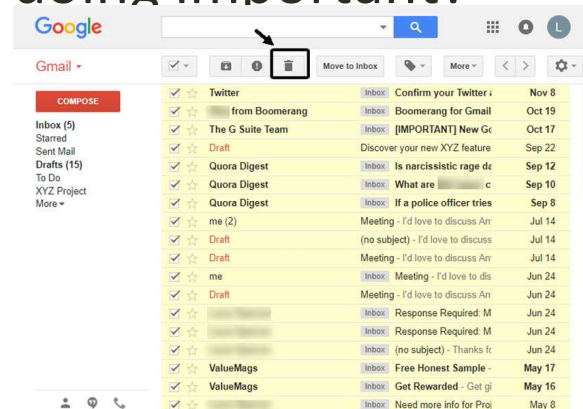 doing important?
Google
L
Gmail
Move to Inbox
More
COMPOSE
Inbox (5)
Starred
Sent Mail
Drafts (15)
To Do
XYZ Project
More
Twitter Inbox Confirm your Twitter Nov 8
from Boomerang Inbox Boomerang for Gmail Oct 19
The G Suite Team Inbox [IMPORTANT] New Oct 17
Draft Discover your new XYZ feature Sep 22
Quora Digest Inbox Is narcissistic rage Sep 12
Quora Digest Inbox What are c Sep 10
Quora Digest Inbox If a police officer tries Sep 8
me (2) Meeting - I'd love to discuss Jul 14
Draft (no subject) - I'd love to discuss Jul 14
Draft Meeting - I'd love to discuss Jul 14
me Inbox Meeting - I'd love to dis Jun 24
Draft Meeting - I'd love to discuss Jun 24
Inbox Response Required: M Jun 24
Inbox Response Required: M Jun 24
Inbox (no subject) - Thanks Jun 24
ValueMags Inbox Free Honest Sample - May 17
ValueMags Inbox Get Rewarded - Get gi May 16
Inbox Need more info for Proj May 8